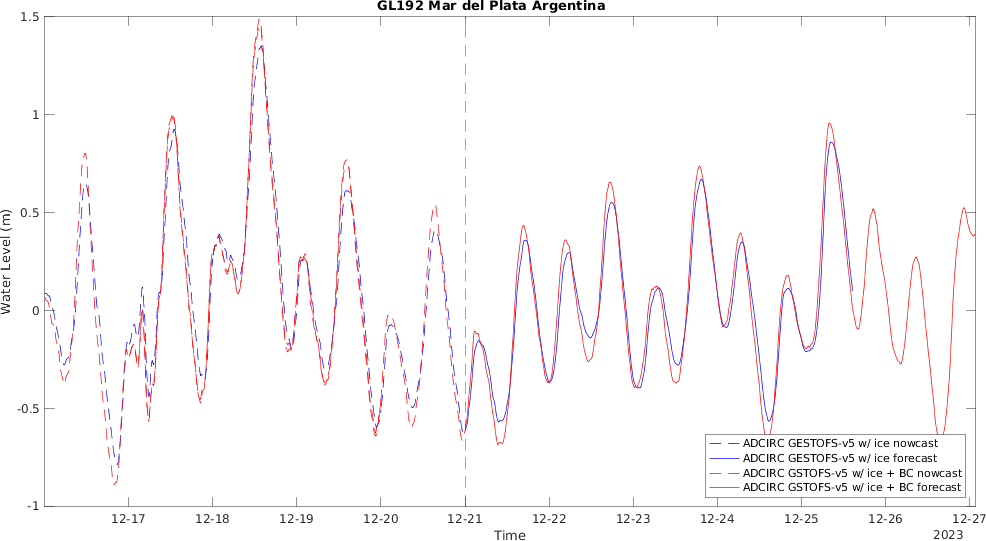 GL192 Mar del Plata Argentina
1.5
1
0.5
0
-0.5
-1
Water Level (m)
12-17 12-18 12-19 12-20 12-21 12-22 12-23 12-24 12-25 12-26 12-27
Time
2023
ADCIRC GESTOFS-v5 w/ ice nowcast
ADCIRC GESTOFS-v5 w/ ice forecast
ADCIRC GSTOFS-v5 w/ ice + BC nowcast
ADCIRC GSTOFS-v5 w/ ice + BC forecast